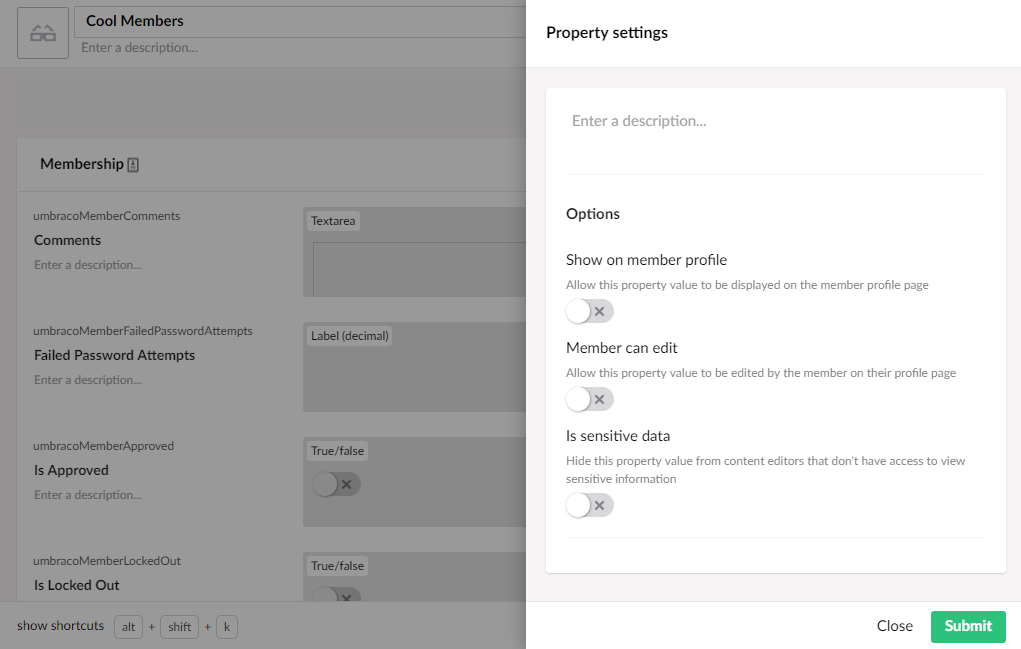 Cool Members
Enter a description...
Membership
umbracoMemberComments
Comments
Enter a description...
Textarea
umbracoMemberFailedPasswordAttempts
Failed Password Attempts
Enter a description...
Label (decimal)
umbracoMemberApproved
Is Approved
Enter a description...
True/false
umbracoMemberLockedOut
Is Locked Out
True/false
show shortcuts alt + shift + k
Property settings
Enter a description...
Options
Show on member profile
Allow this property value to be displayed on the member profile page
Member can edit
Allow this property value to be edited by the member on their profile page
Is sensitive data
Hide this property value from content editors that don't have access to view
sensitive information
Close Submit